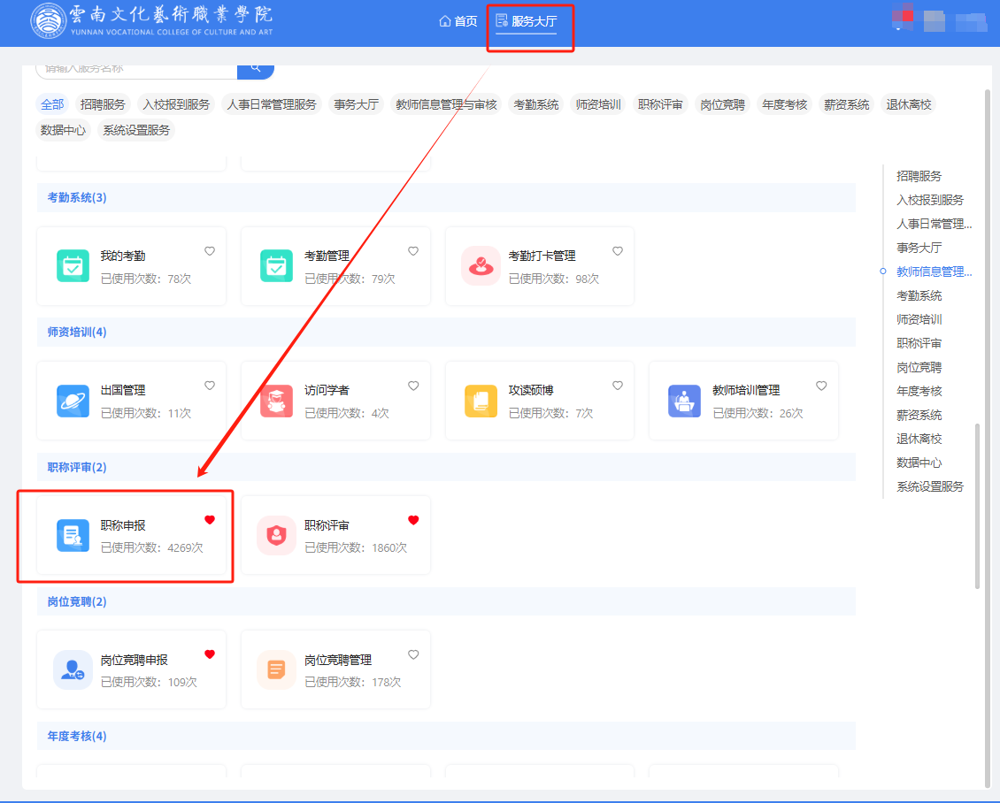 雲南文化藝術職業學院
YUNNAN VOCATIONAL COLLEGE OF CULTURE AND ART
首页 服务大厅
请输入服务名称
全部 招聘服务 入校报到服务 人事日常管理服务 事务大厅 教师信息管理与审核 考勤系统 师资培训 职称评审 岗位竞聘 年度考核 薪资系统 退休离校
数据中心 系统设置服务
考勤系统(3)
我的考勤
已使用次数：78次
考勤管理
已使用次数：79次
考勤打卡管理
已使用次数：98次
师资培训(4)
出国管理
已使用次数：11次
访问学者
已使用次数：4次
攻读硕博
已使用次数：7次
教师培训管理
已使用次数：26次
职称评审(2)
职称申报
已使用次数：4269次
职称评审
已使用次数：1860次
岗位竞聘(2)
岗位竞聘申报
已使用次数：109次
岗位竞聘管理
已使用次数：178次
年度考核(4)
招聘服务
入校报到服务
人事日常管理...
事务大厅
教师信息管理...
考勤系统
师资培训
职称评审
岗位竞聘
年度考核
薪资系统
退休离校
数据中心
系统设置服务